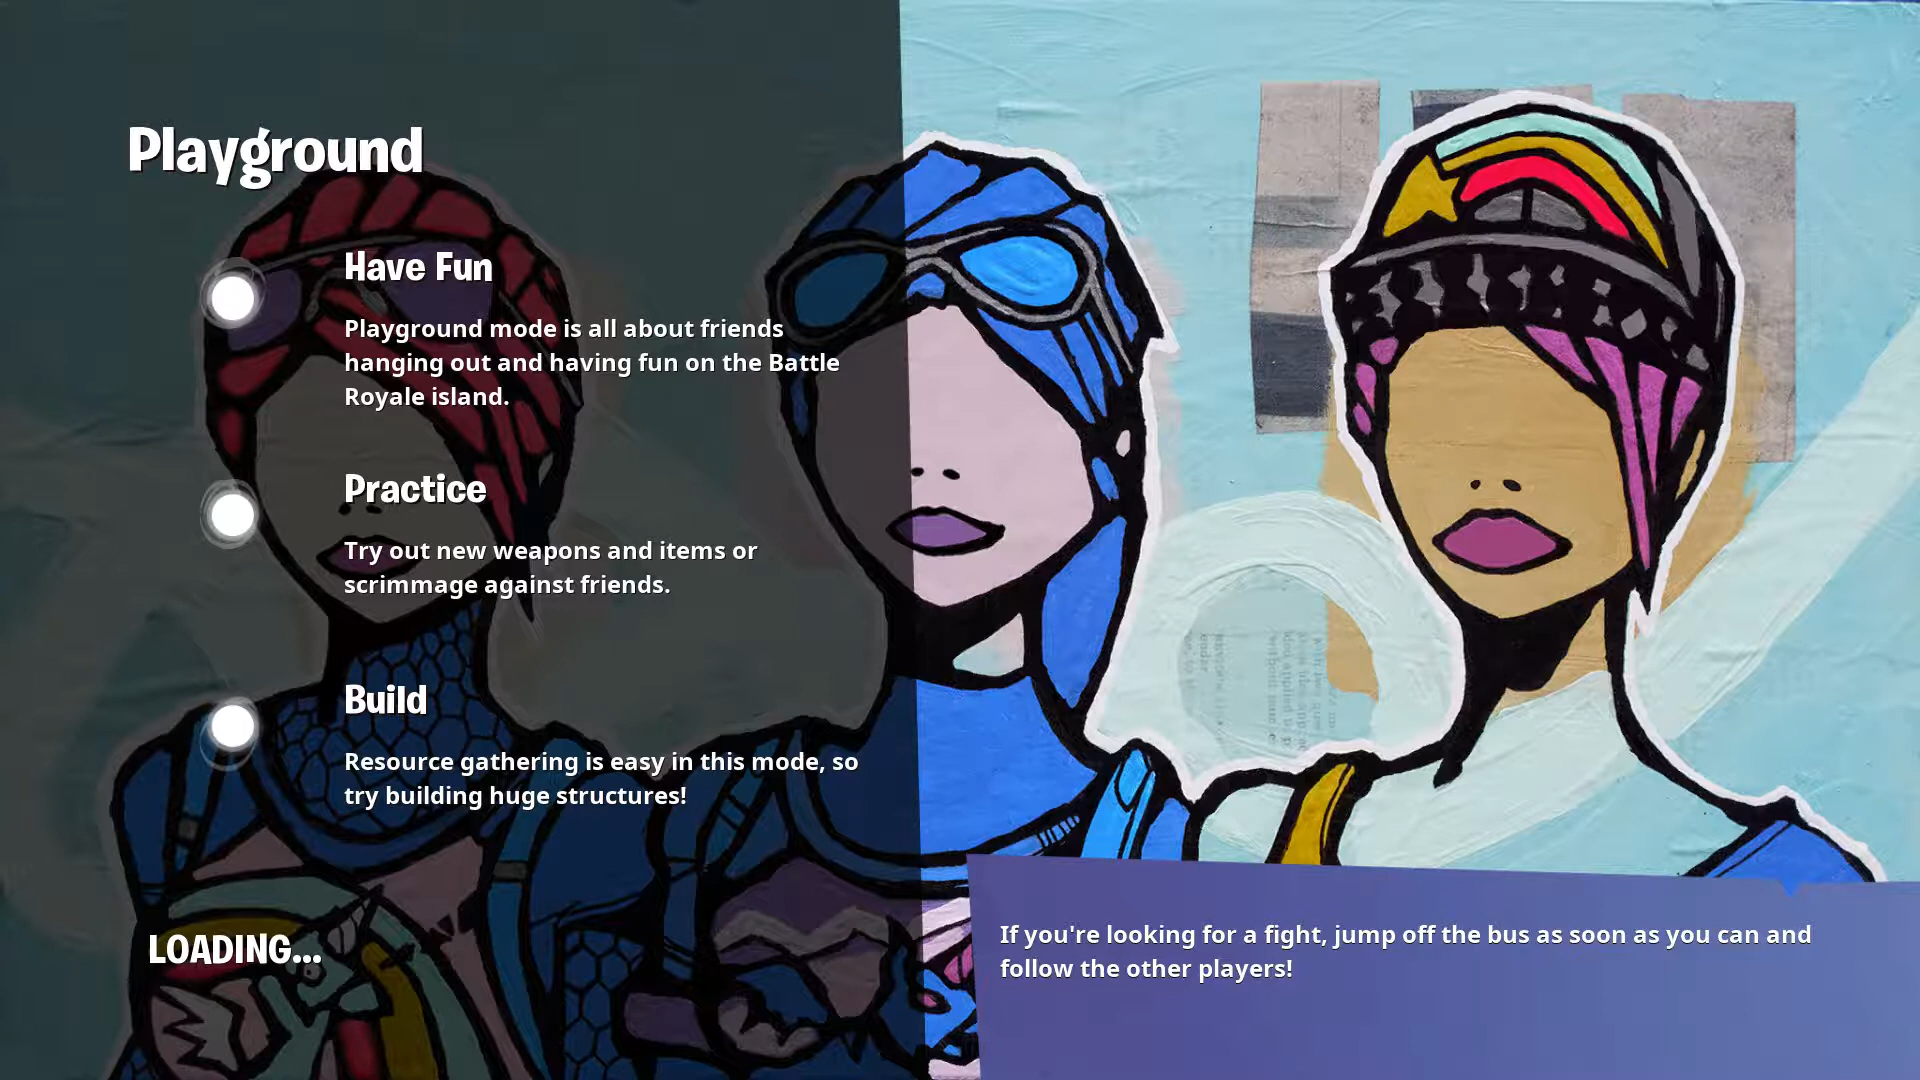 Playground
Have Fun
Playground mode is all about friends
hanging out and having fun on the Battle
Royale island.
Practice
Try out new weapons and items or
scrimmage against friends.
Build
Resource gathering is easy in this mode, so
try building huge structures!
LOADING...
If you're looking for a fight, jump off the bus as soon as you can and
follow the other players!